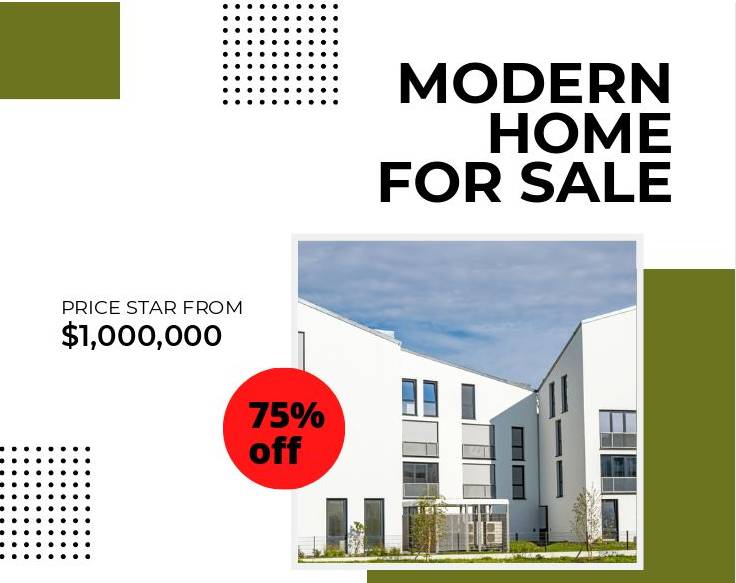 MODERN
HOME
FOR SALE
PRICE STAR FROM
$1,000,000
75%
off